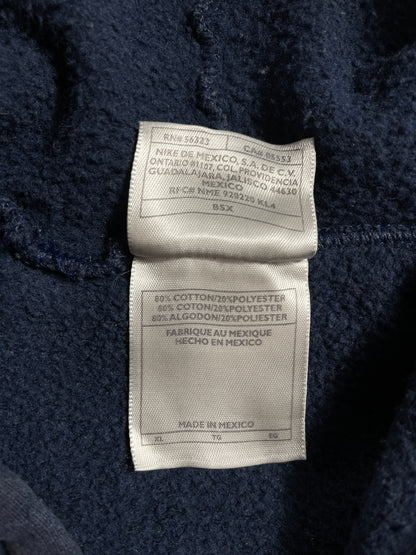 RN# 56323 CA# 05553
NIKE DE MEXICO, S.A. DE C.V.
ONTARIO #1107, COL. PROVIDENCIA
GUADALAJARA, JALISCO 44630
MEXICO
RFC# NME 920220 KL4
BSX
80% COTTON/20%POLYESTER
80% COTON/20%POLYESTER
80% ALGODON/20%POLIESTER
FABRIQUE AU MEXIQUE
HECHO EN MEXICO
MADE IN MEXICO
XL TG EG